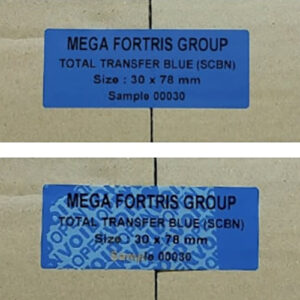 MEGA FORTRIS GROUP
TOTAL TRANSFER BLUE (SCBN)
Size : 30 x 78 mm
Sample 00030
MEGA FORTRIS GROUP
TOTAL TRANSFER BLUE (SCBN)
Size : 30 x 78 mm
Sample 00030